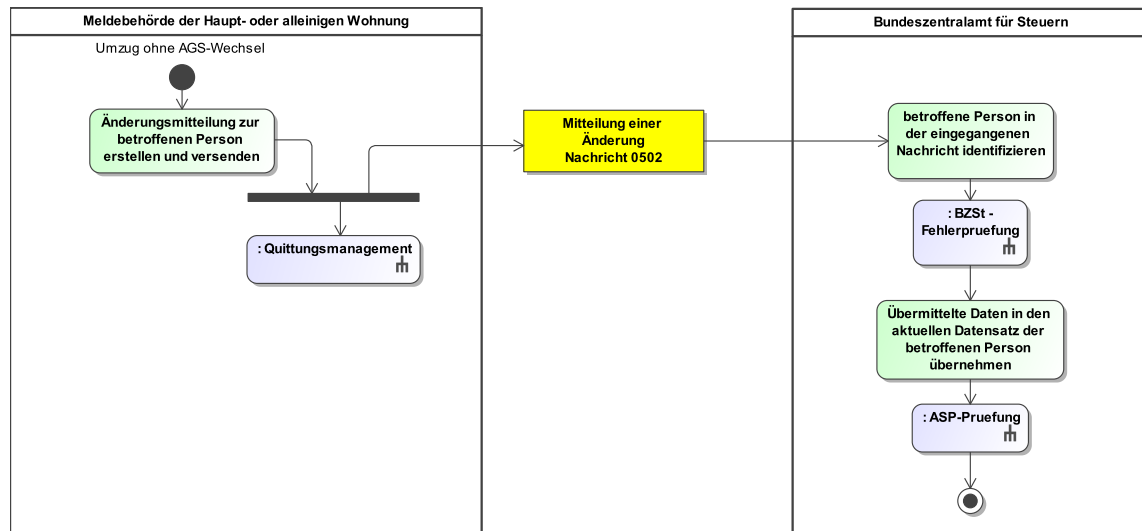 Meldebehörde der Haupt- oder alleinigen Wohnung
Umzug ohne AGS-Wechsel
Änderungsmitteilung zur
betroffenen Person
erstellen und versenden
: Quittungsmanagement
Mitteilung einer
Änderung
Nachricht 0502
Bundeszentralamt für Steuern
betroffene Person in
der eingegangenen
Nachricht identifizieren
: BZSt -
Fehlerpruefung
Übermittelte Daten in den
aktuellen Datensatz der
betroffenen Person
übernehmen
: ASP-Pruefung